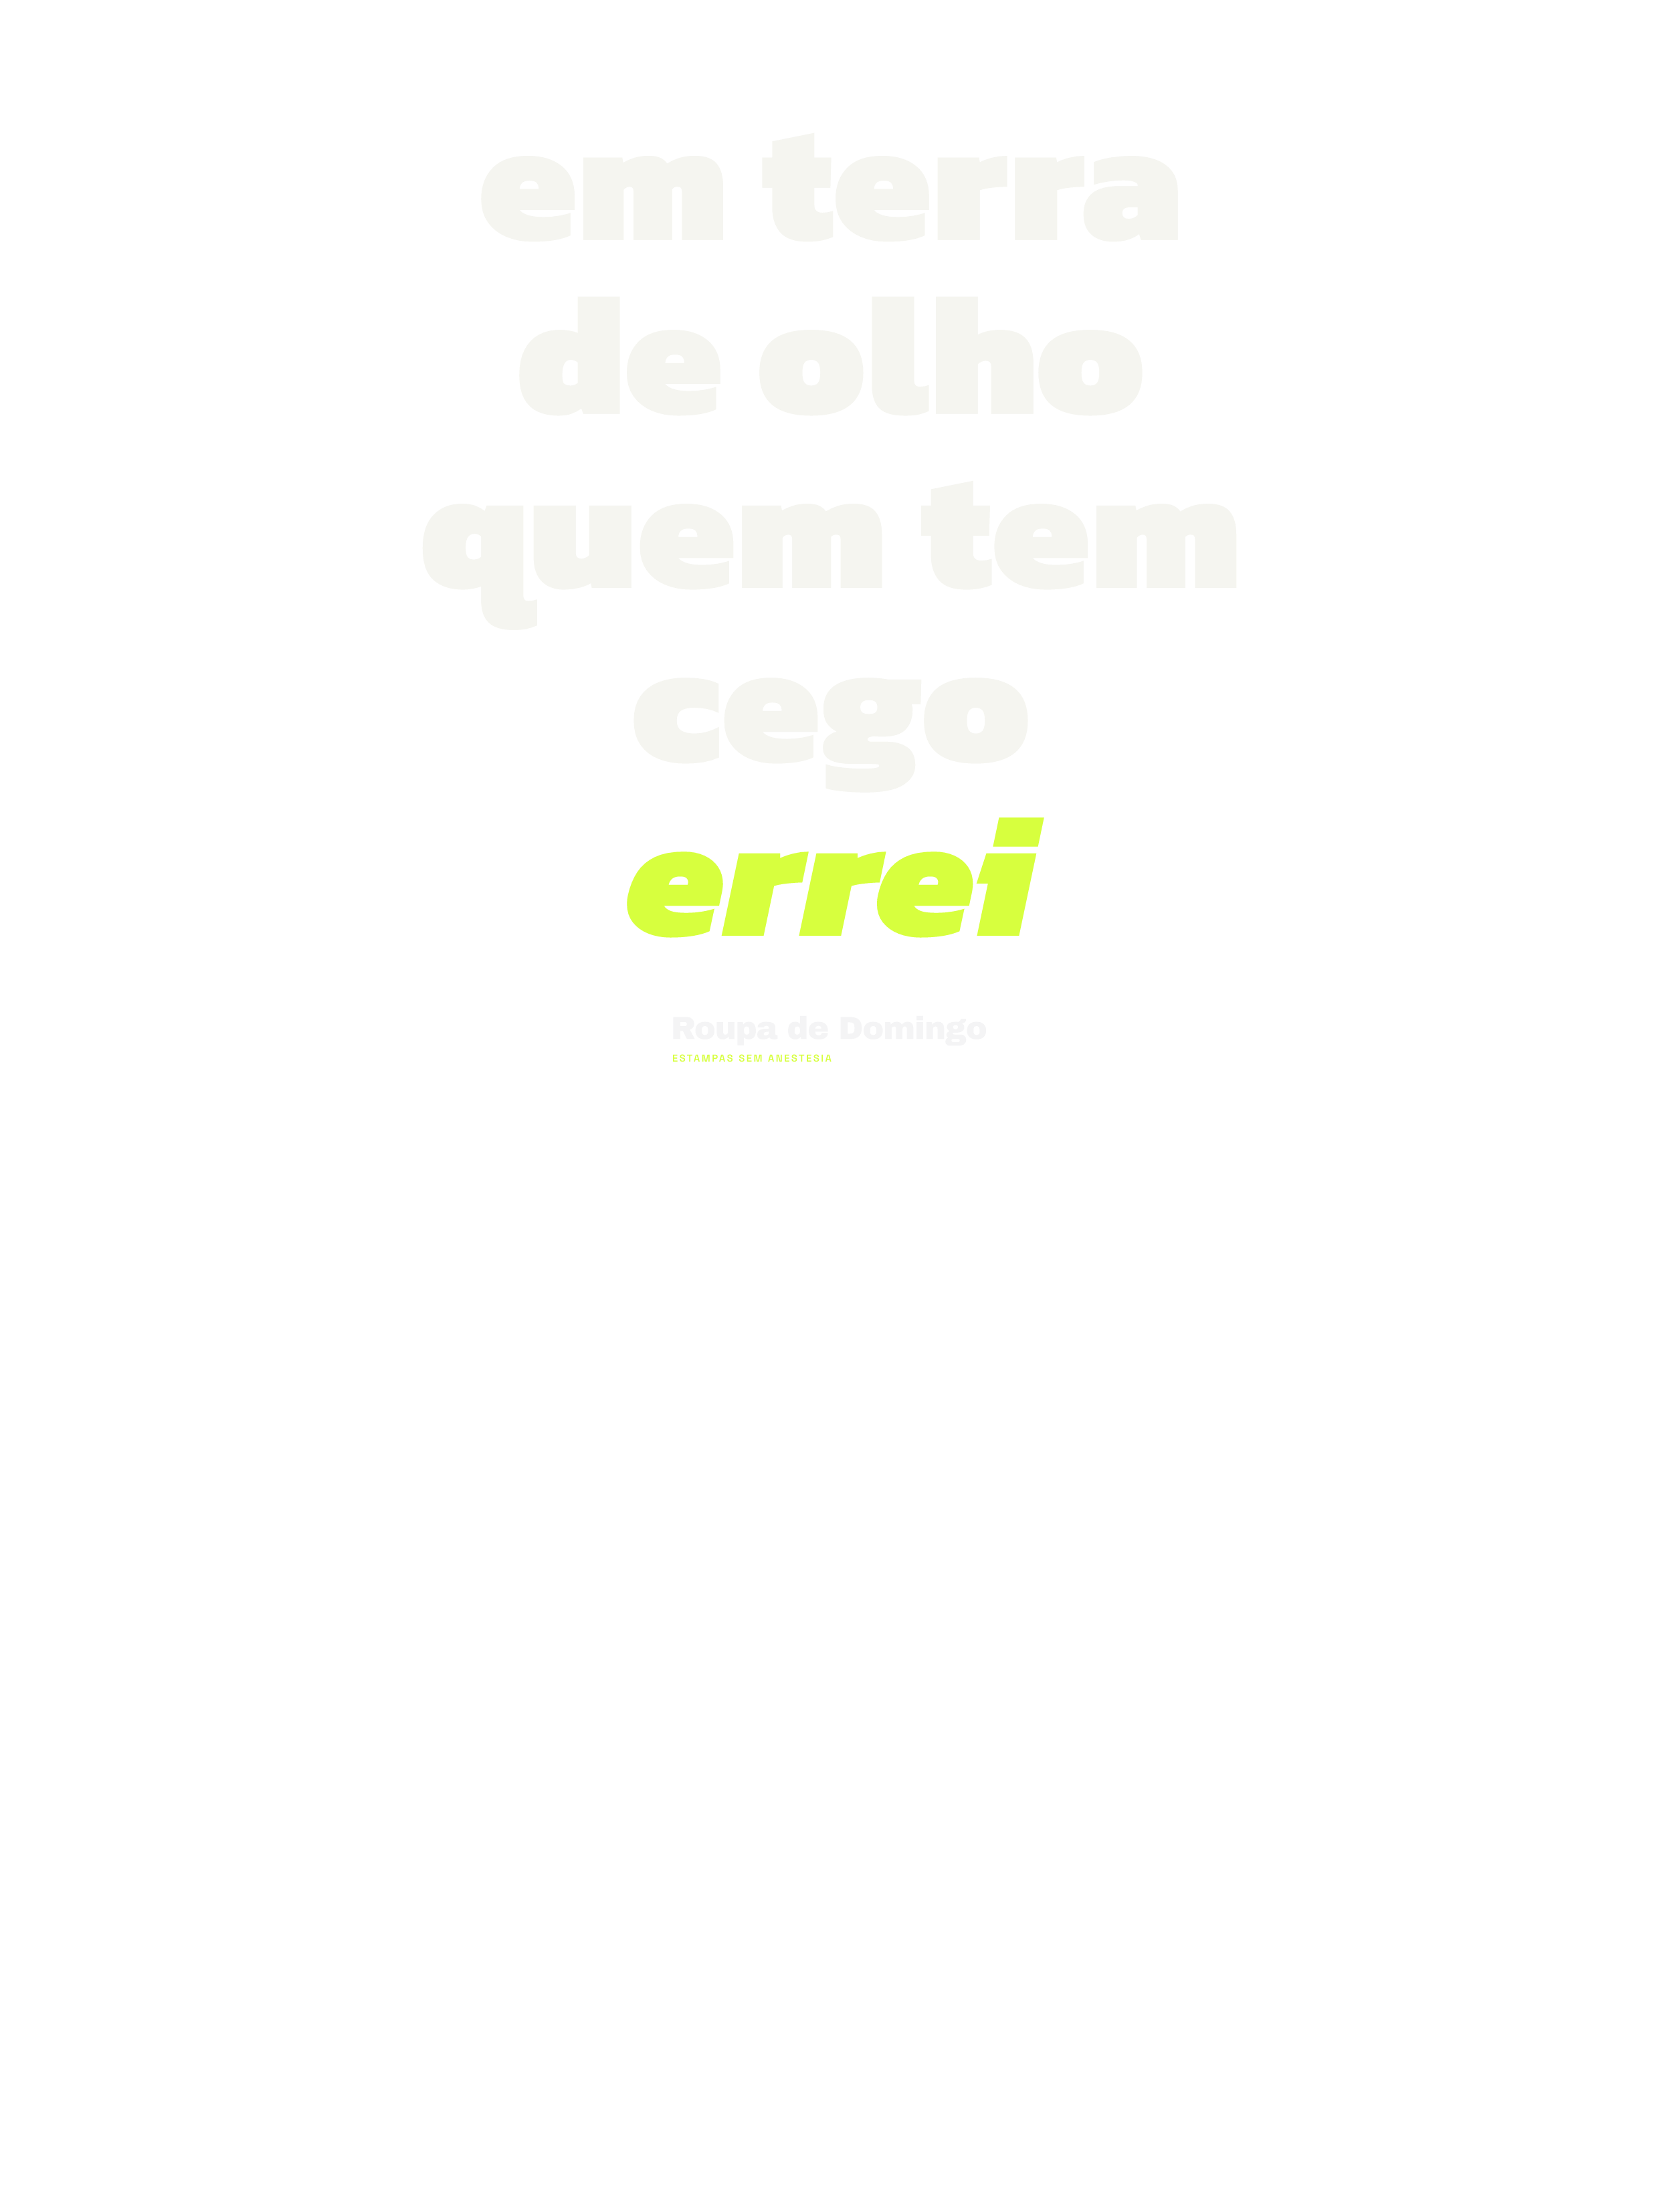 em terra
de olho
quem tem
cego
errei
Roupa de Domingo
ESTAMPAS SEM ANESTESIA